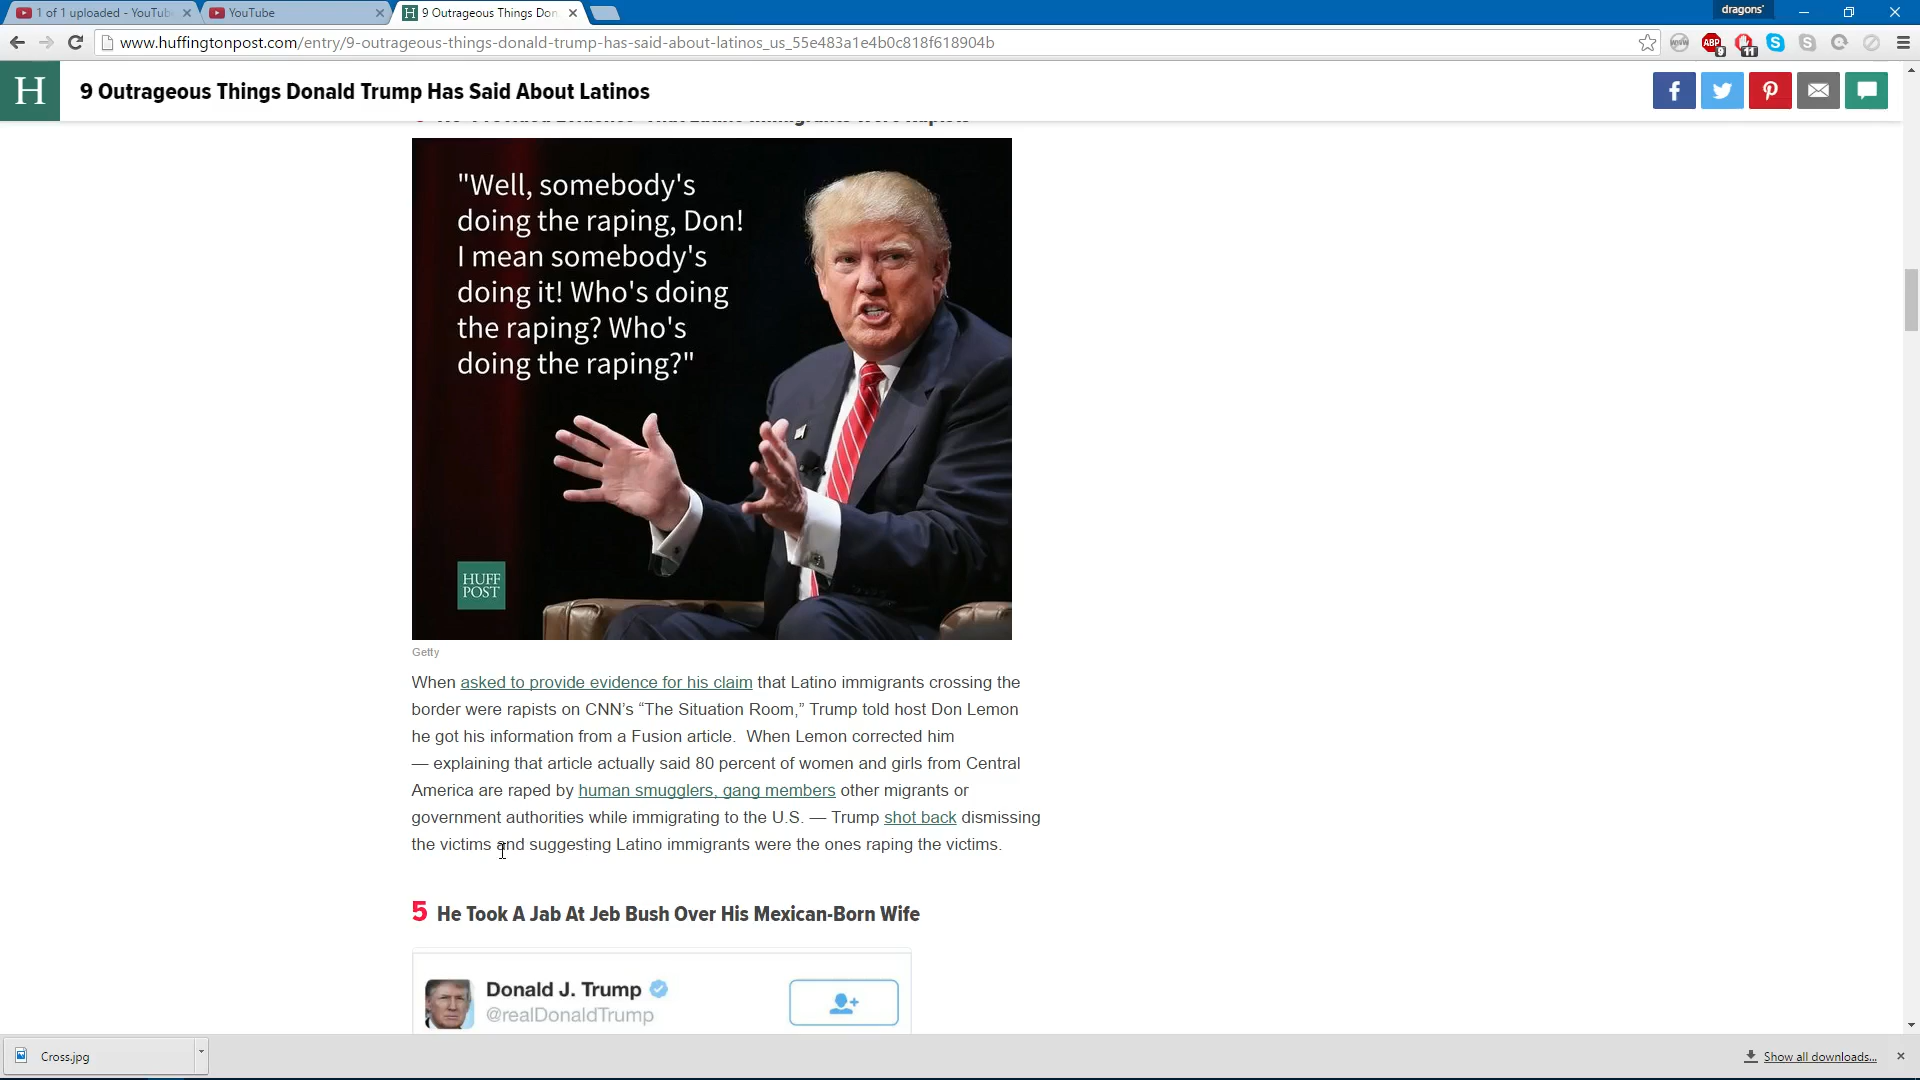 1 of 1 uploaded - YouTub
YouTube
9 Outrageous Things Don
dragons'
www.huffingtonpost.com/entry/9-outrageous-things-donald-trump-has-said-about-latinos_us_55e483a1e4b0c818f618904b
ABP
9
11
H
9 Outrageous Things Donald Trump Has Said About Latinos
"Well, somebody's
doing the raping, Don!
I mean somebody's
doing it! Who's doing
the raping? Who's
doing the raping?"
HUFF
POST
Getty
When asked to provide evidence for his claim that Latino immigrants crossing the
border were rapists on CNN’s “The Situation Room,” Trump told host Don Lemon
he got his information from a Fusion article.  When Lemon corrected him
— explaining that article actually said 80 percent of women and girls from Central
America are raped by human smugglers, gang members other migrants or
government authorities while immigrating to the U.S. — Trump shot back dismissing
the victims and suggesting Latino immigrants were the ones raping the victims.
5 He Took A Jab At Jeb Bush Over His Mexican-Born Wife
Donald J. Trump
@realDonaldTrump
Cross.jpg
Show all downloads...